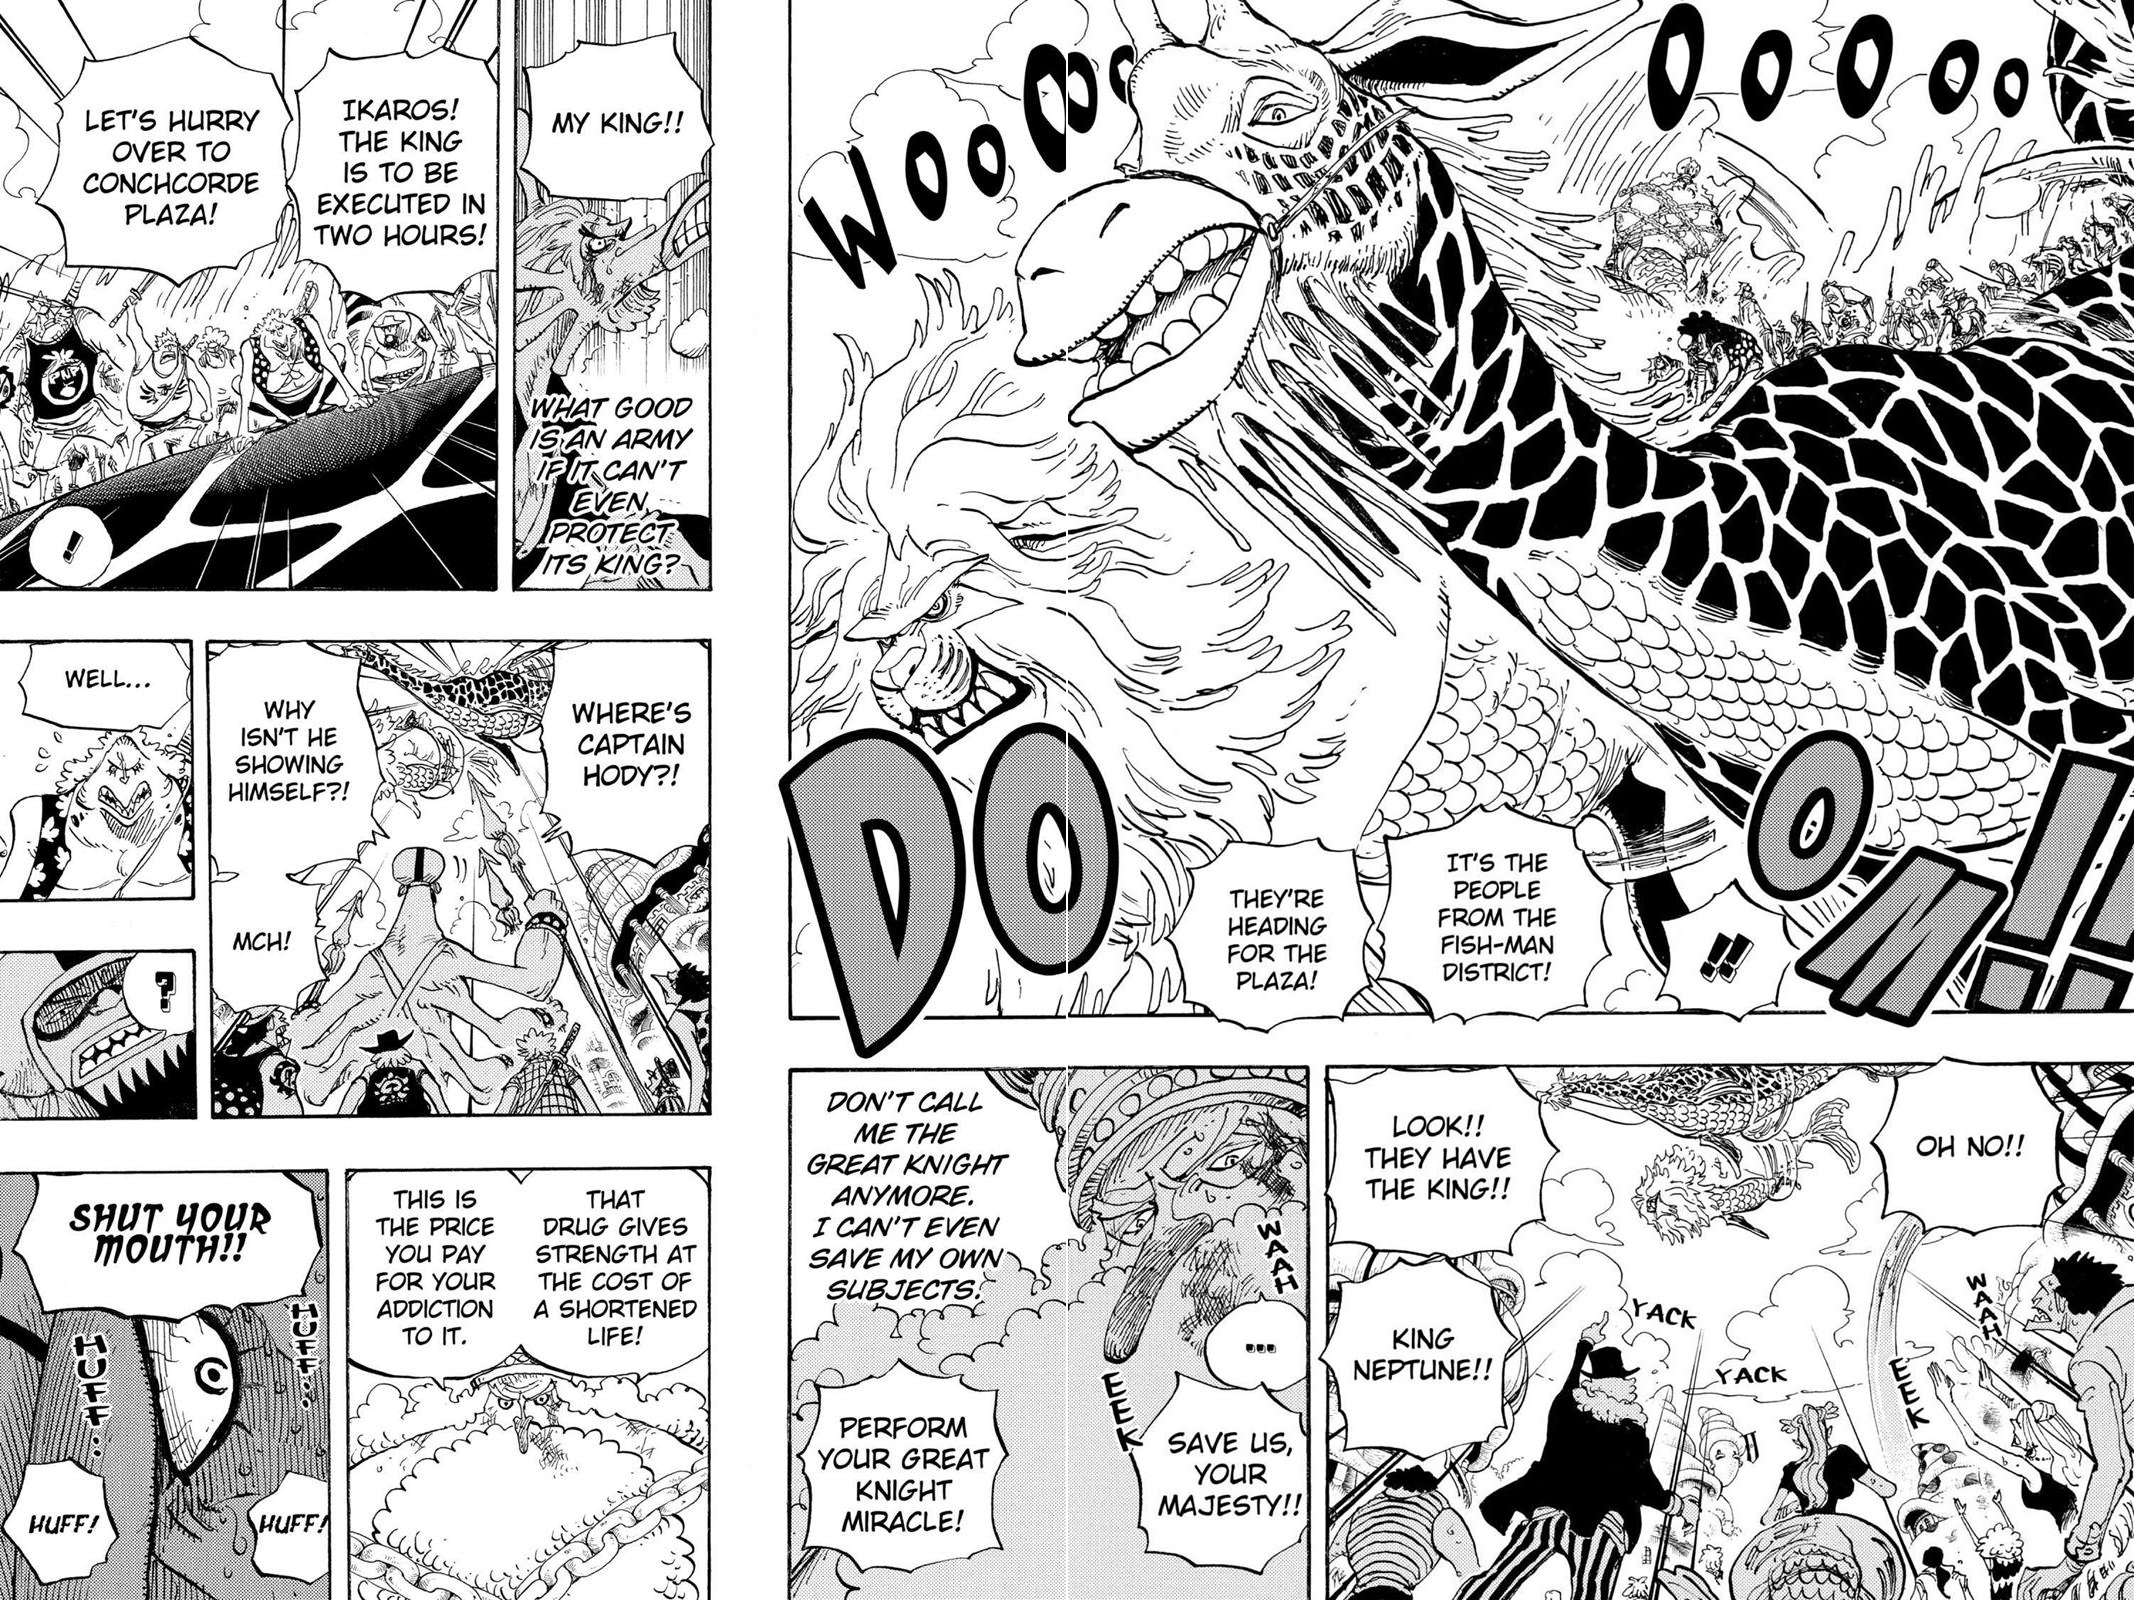 WOOOOO
OOOOO
DOOM!!
!!
IT'S THE
PEOPLE
FROM THE
FISH-MAN
DISTRICT!
THEY'RE
HEADING
FOR THE
PLAZA!
OH NO!!
LOOK!!
THEY HAVE
THE KING!!
KING
NEPTUNE!!
YACK
YACK
WAAH
EEK
DON'T CALL
ME THE
GREAT KNIGHT
ANYMORE.
I CAN'T EVEN
SAVE MY OWN
SUBJECTS.
WAAH
...
EEK
SAVE US,
YOUR
MAJESTY!!
PERFORM
YOUR GREAT
KNIGHT
MIRACLE!
MY KING!!
WHAT GOOD
IS AN ARMY
IF IT CAN'T
EVEN
PROTECT
ITS KING?
IKAROS!
THE KING
IS TO BE
EXECUTED IN
TWO HOURS!
LET'S HURRY
OVER TO
CONCHCORDE
PLAZA!
!
WHERE'S
CAPTAIN
HODY?!
WHY
ISN'T HE
SHOWING
HIMSELF?!
MCH!
WELL...
?
THAT
DRUG GIVES
STRENGTH AT
THE COST OF
A SHORTENED
LIFE!
THIS IS
THE PRICE
YOU PAY
FOR YOUR
ADDICTION
TO IT.
SHUT YOUR
MOUTH!!
HUFF!
HUFF..
HUFF!
HUFF!